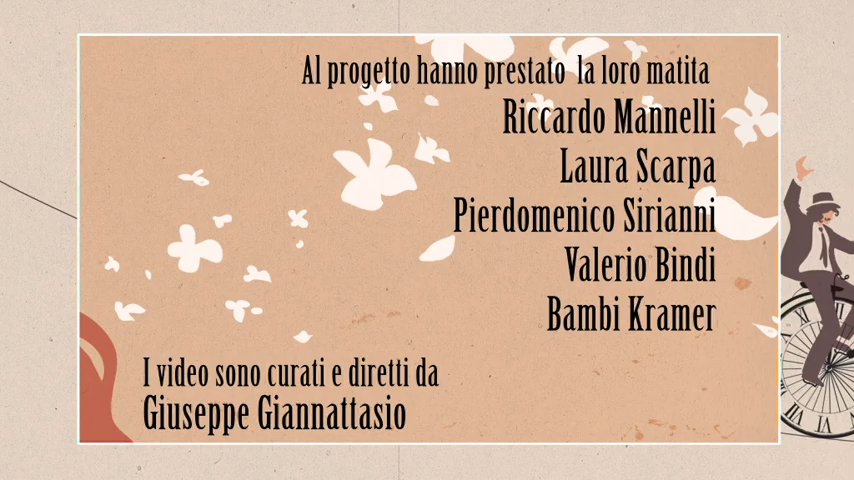 Al progetto hanno prestato la loro matita
Riccardo Mannelli
Laura Scarpa
Pierdomenico Sirianni
Valerio Bindi
Bambi Kramer
I video sono curati e diretti da
Giuseppe Giannattasio